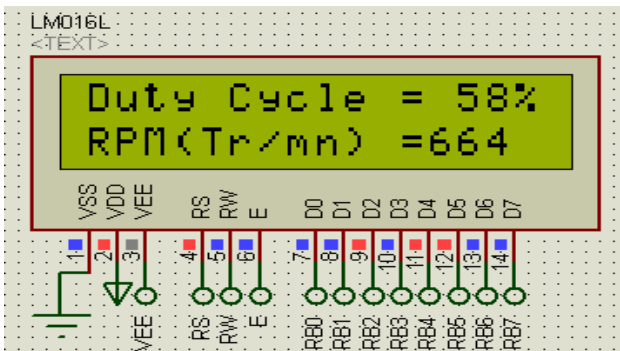 LM016L
<TEXT>
Duty Cycle = 58%
RPM(Tr/mn) =664
VSS VDD VEE RS RW E D0 D1 D2 D3 D4 D5 D6 D7
1 2 3 4 5 6 7 8 9 10 11 12 13 14
VEE RS RW E RB0 RB1 RB2 RB3 RB4 RB5 RB6 RB7